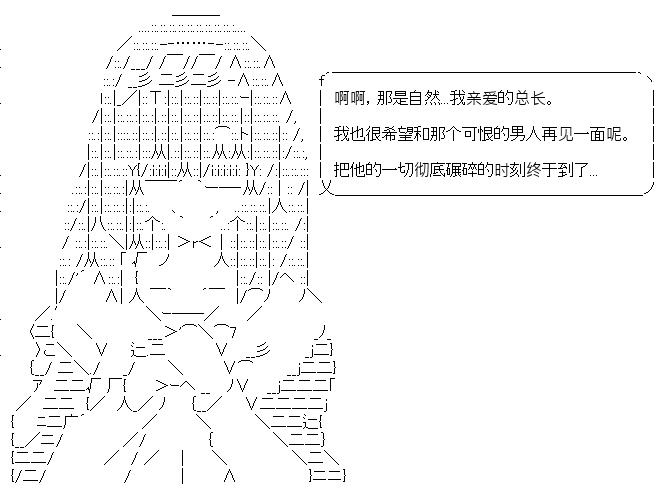 啊啊，那是自然...我亲爱的总长。
我也很希望和那个可恨的男人再见一面呢。
把他的一切彻底碾碎的时刻终于到了...